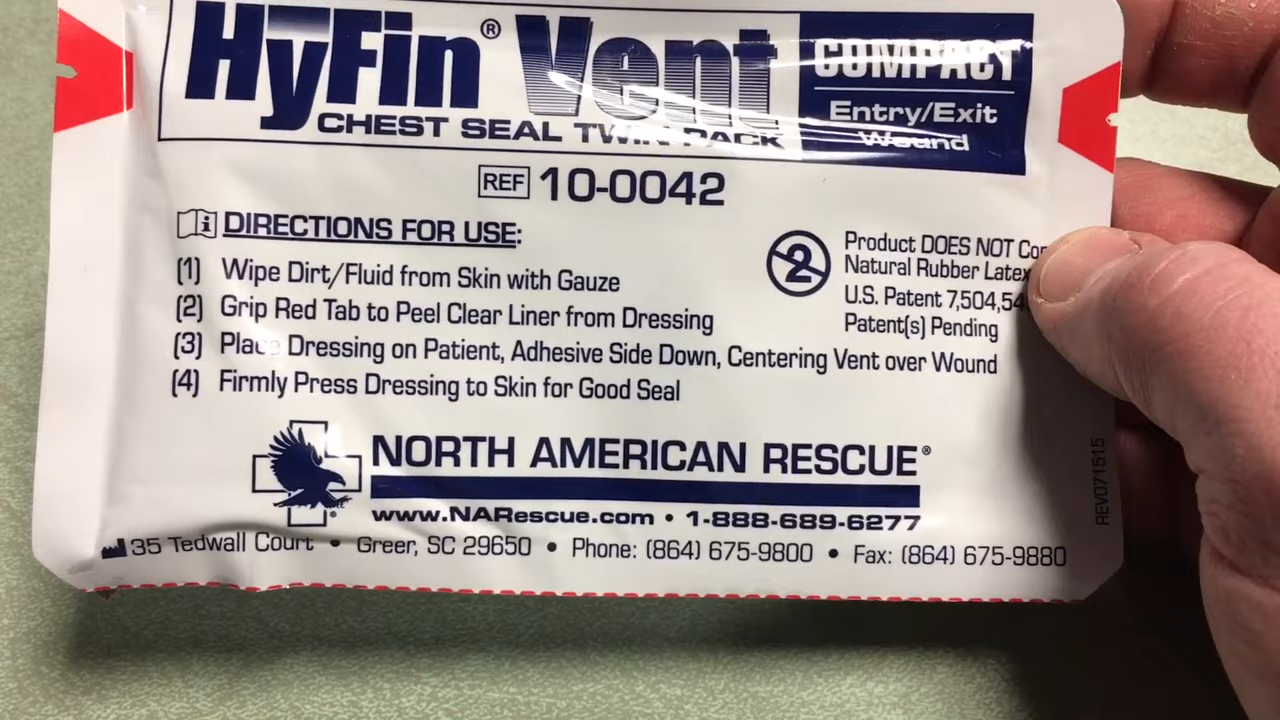 HyFin® Vent
COMPACT
CHEST SEAL TWIN PACK
Entry/Exit
Wound
REF 10-0042
DIRECTIONS FOR USE:
(1) Wipe Dirt/Fluid from Skin with Gauze
(2) Grip Red Tab to Peel Clear Liner from Dressing
(3) Place Dressing on Patient, Adhesive Side Down, Centering Vent over Wound
(4) Firmly Press Dressing to Skin for Good Seal
2
Product DOES NOT
Natural Rubber Latex
U.S. Patent
Patent(s) Pending
NORTH AMERICAN RESCUE®
www.NARescue.com • 1-888-689-6277
35 Tedwall Court • Greer, SC 29650 • Phone: (864) 675-9800 • Fax: (864) 675-9880
REV071515